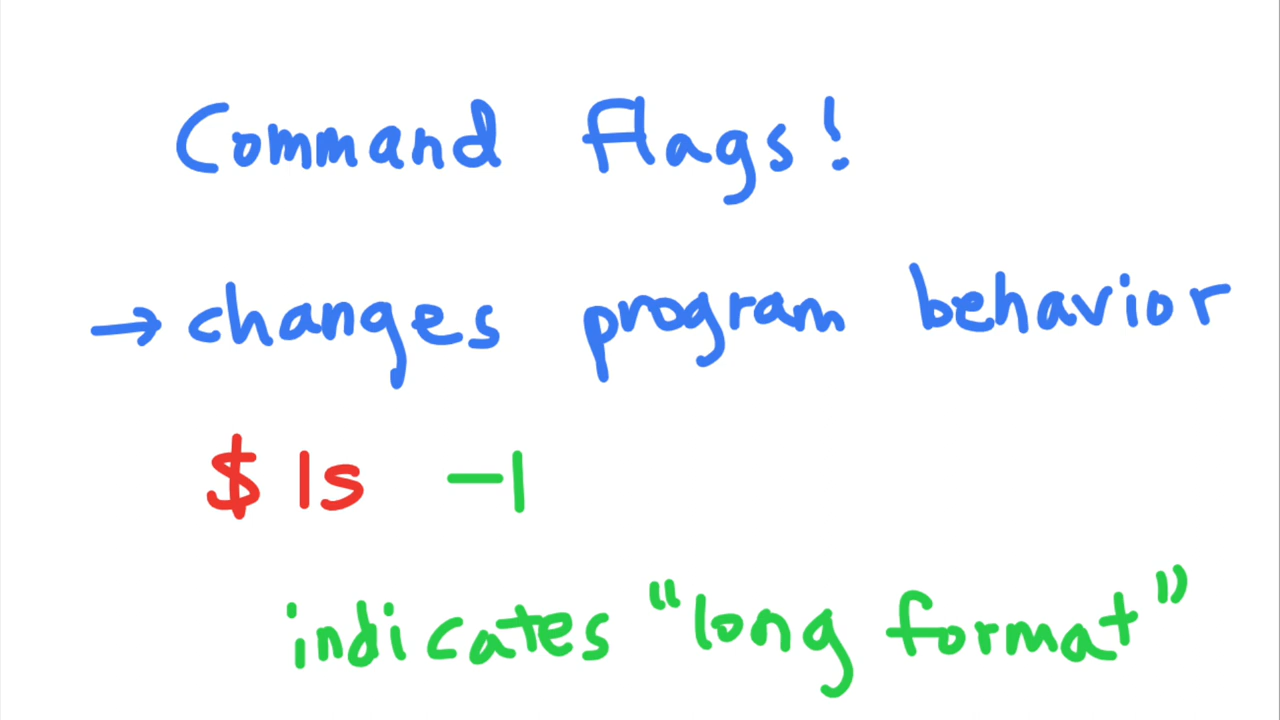 Command flags!
→ changes program behavior
$ ls -l
indicates “long format”